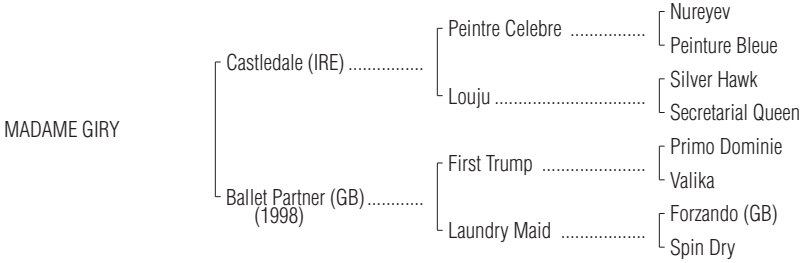 Nureyev
Peintre Celebre ................
Peinture Bleue
Castledale (IRE) ................
Silver Hawk
Louju ................................
Secretarial Queen
MADAME GIRY
Primo Dominie
First Trump ......................
Valika
Ballet Partner (GB) ............
(1998)
Forzando (GB)
Laundry Maid ..................
Spin Dry